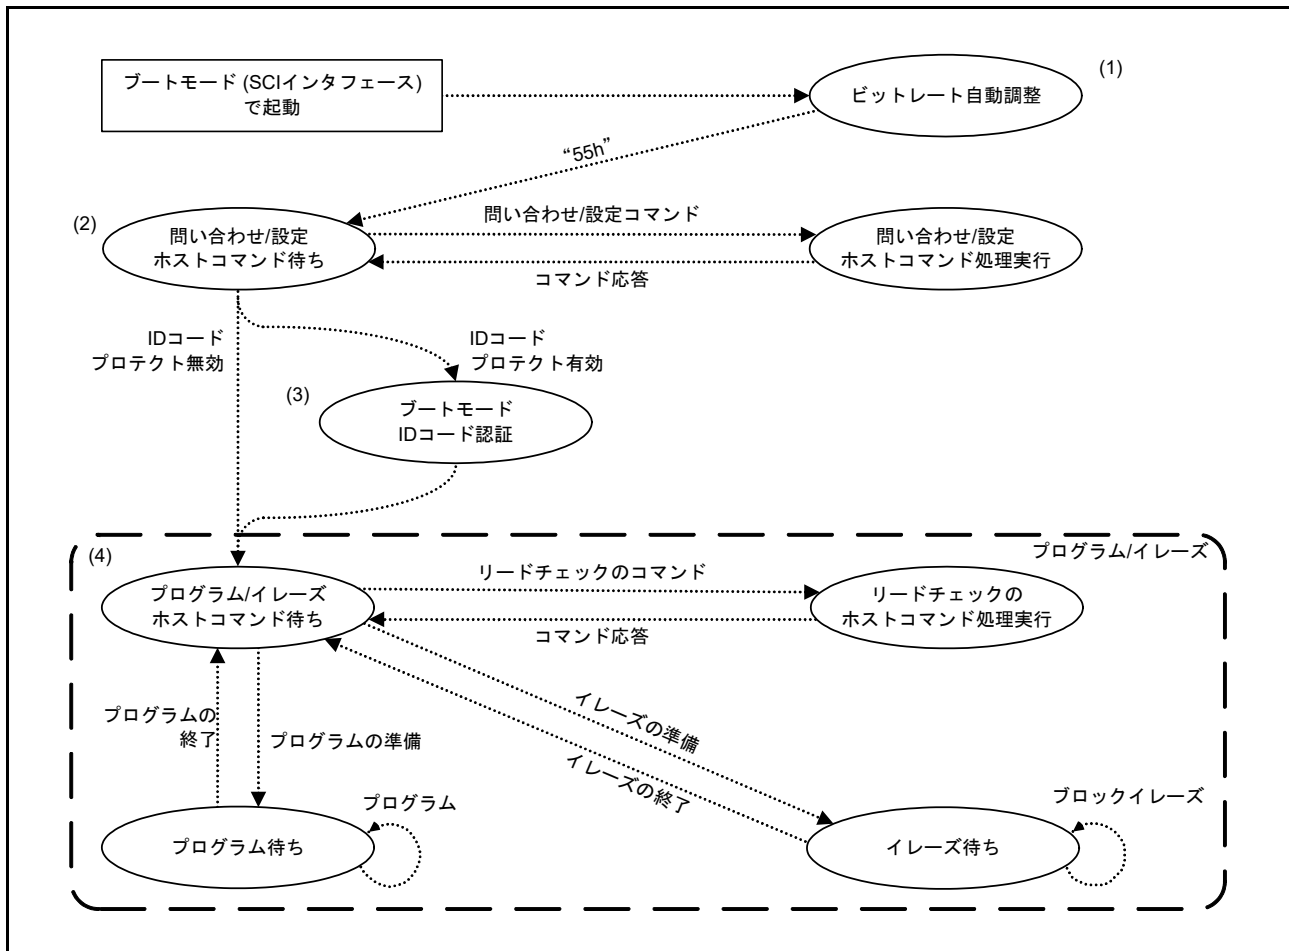 ブートモード (SCIインタフェース)
で起動
(1)
ビットレート自動調整
“55h”
(2)
問い合わせ/設定
ホストコマンド待ち
問い合わせ/設定コマンド
コマンド応答
問い合わせ/設定
ホストコマンド処理実行
IDコード
プロテクト無効
IDコード
プロテクト有効
(3)
ブートモード
IDコード認証
プログラム/イレーズ
(4)
プログラム/イレーズ
ホストコマンド待ち
リードチェックのコマンド
コマンド応答
リードチェックの
ホストコマンド処理実行
プログラムの
終了
プログラムの準備
イレーズの準備
イレーズの終了
プログラム
プログラム待ち
ブロックイレーズ
イレーズ待ち